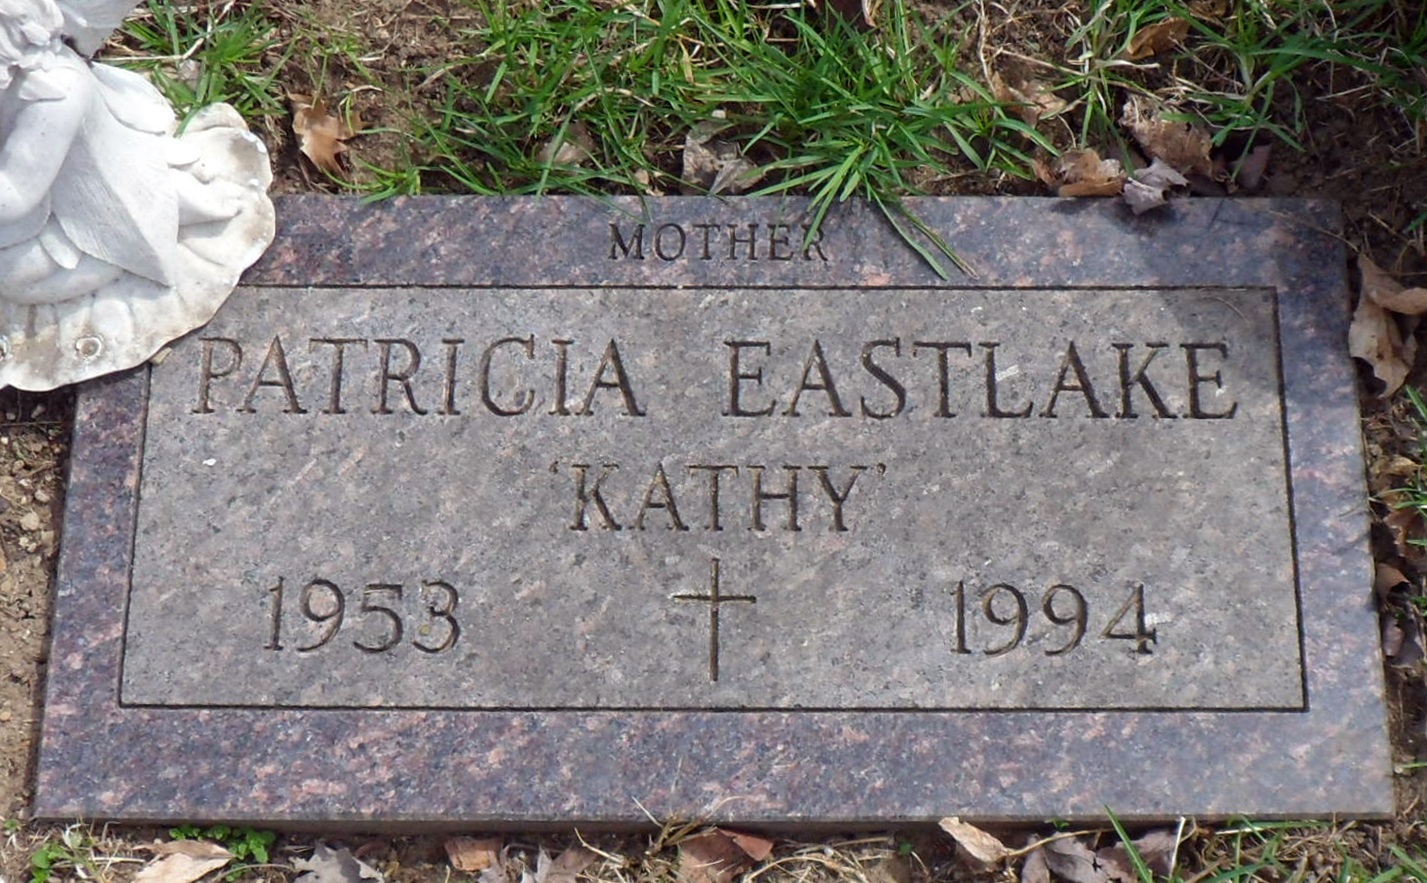 MOTHER
PATRICIA EASTLAKE
'KATHY'
1953 1994